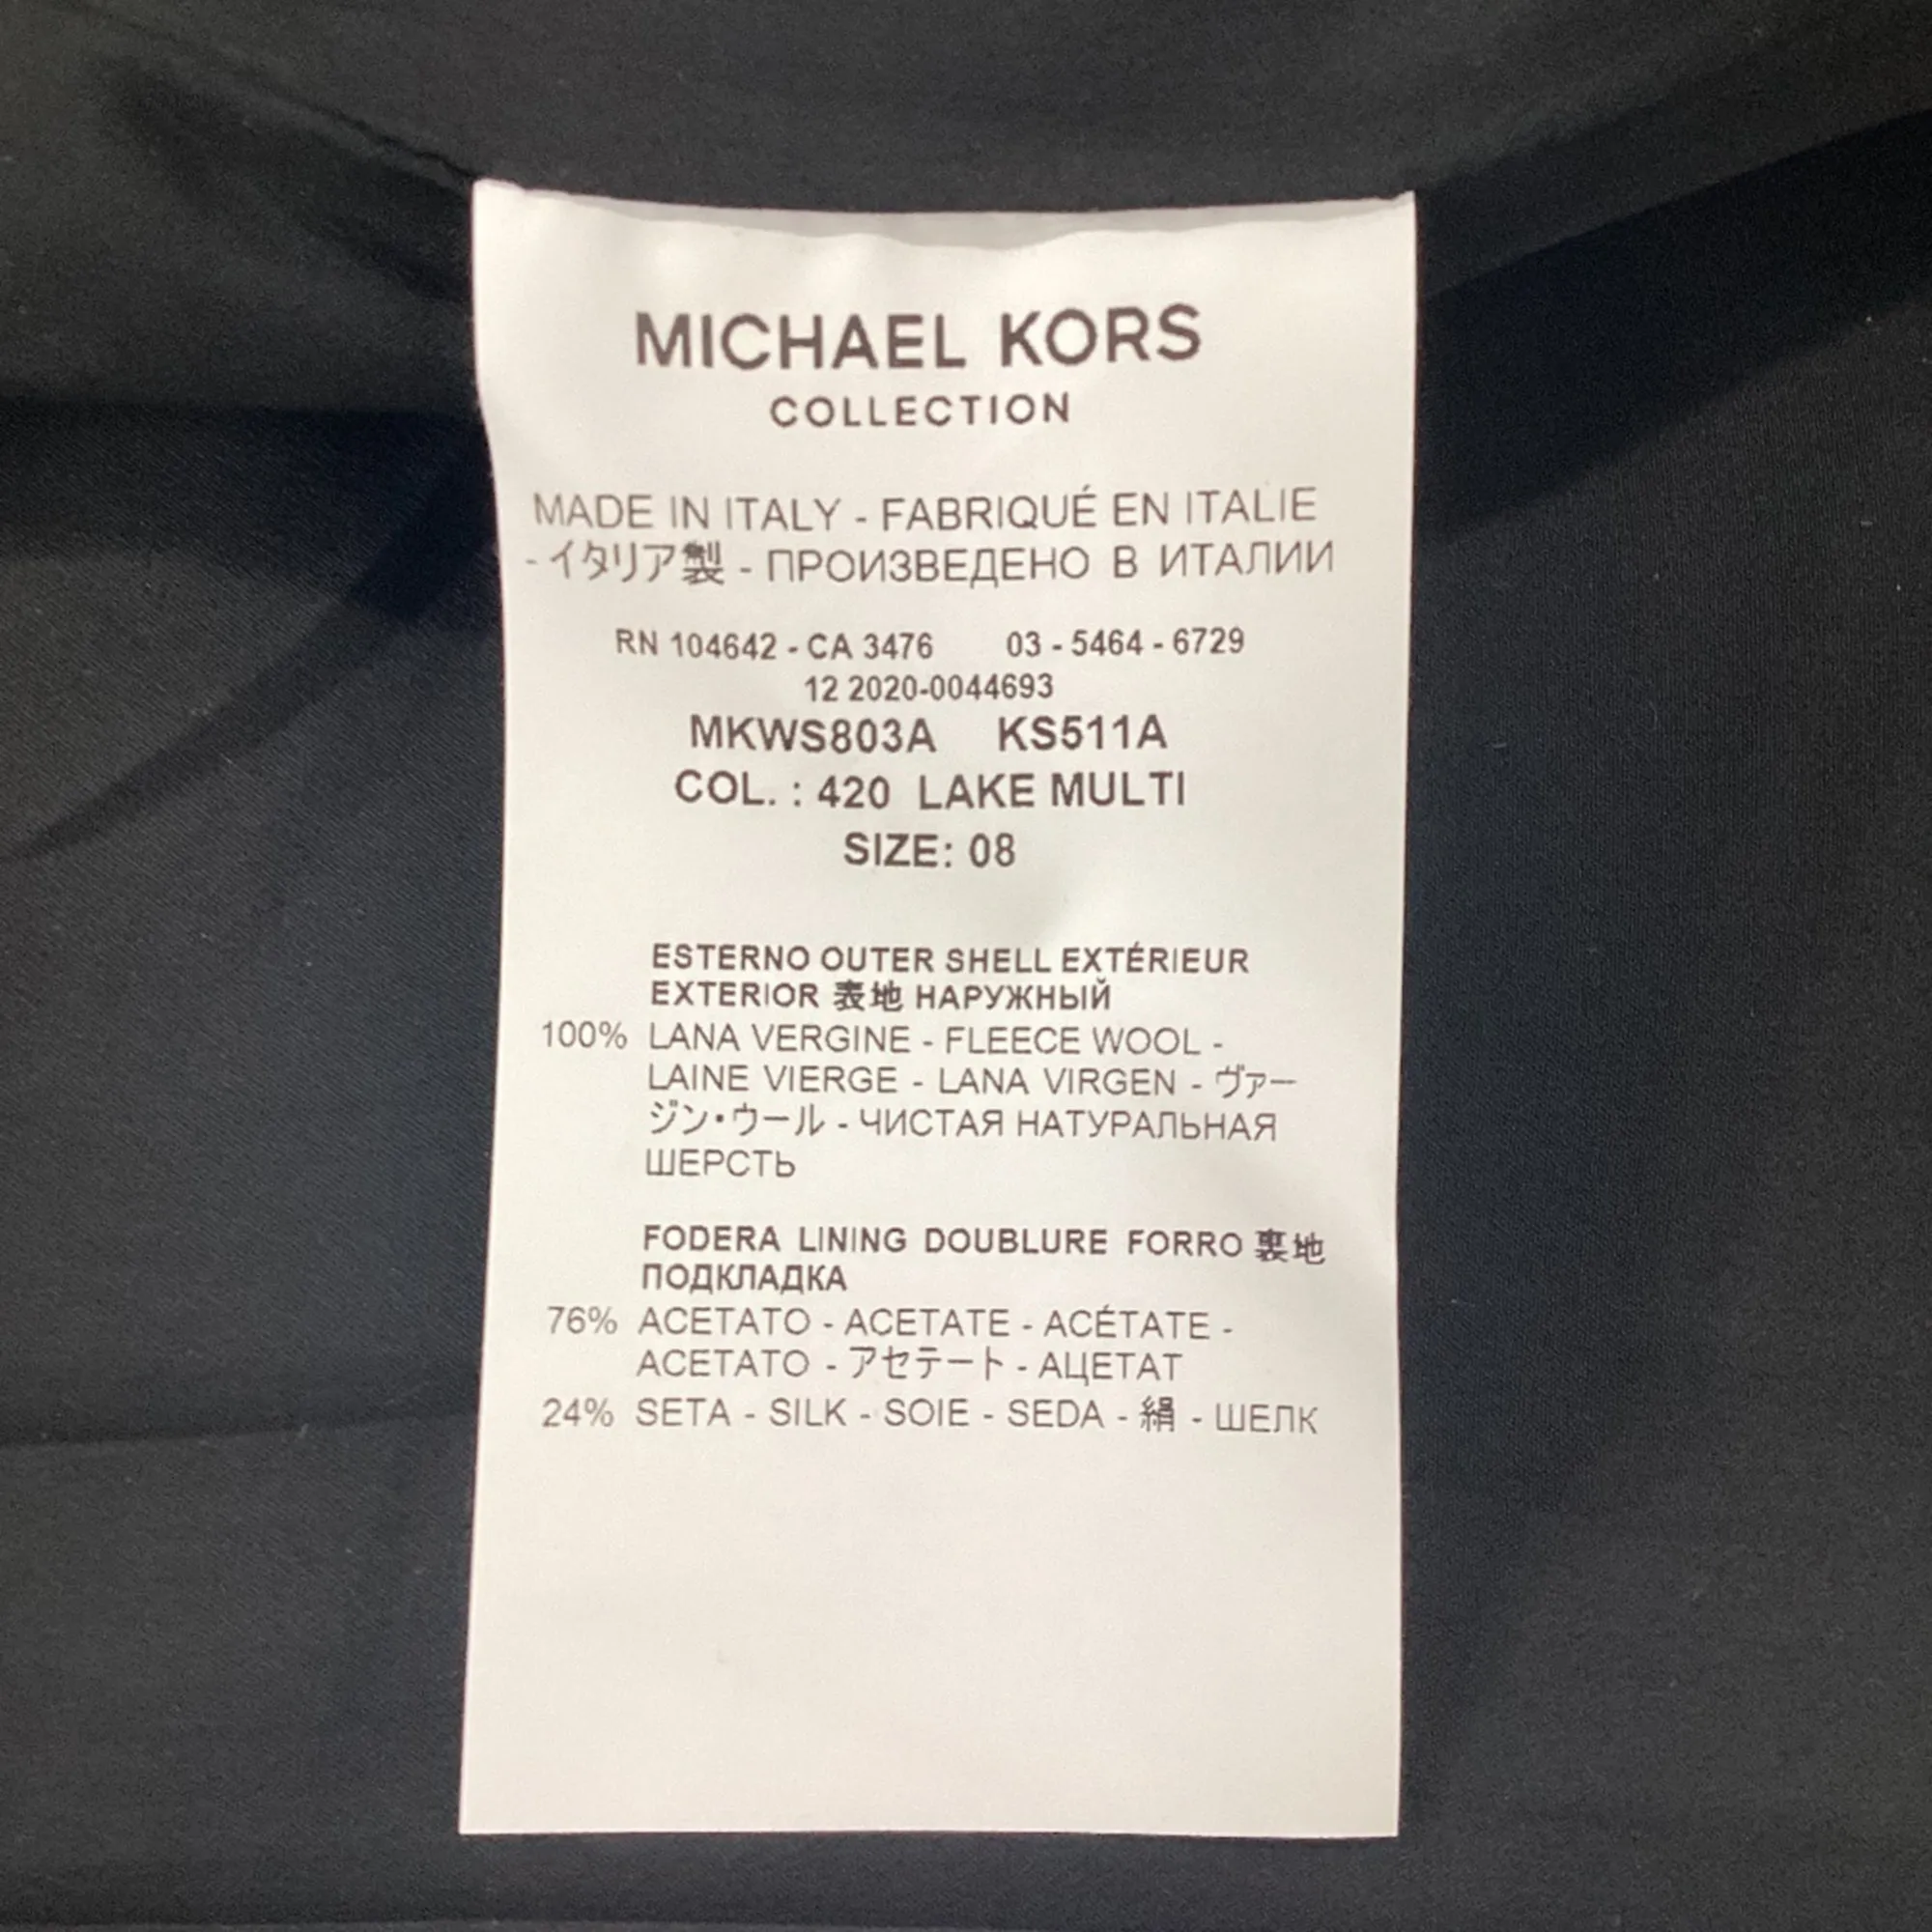 MICHAEL KORS
COLLECTION
MADE IN ITALY - FABRIQUÉ EN ITALIE
- イタリア製 - ПРОИЗВЕДЕНО В ИТАЛИИ
RN 104642 - CA 3476 03 - 5464 - 6729
12 2020-0044693
MKWS803A KS511A
COL. : 420 LAKE MULTI
SIZE: 08
ESTERNO OUTER SHELL EXTÉRIEUR
EXTERIOR 表地 НАРУЖНЫЙ
100% LANA VERGINE - FLEECE WOOL -
LAINE VIERGE - LANA VIRGEN - ヴァー
ジン・ウール - ЧИСТАЯ НАТУРАЛЬНАЯ
ШЕРСТЬ
FODERA LINING DOUBLURE FORRO 裏地
ПОДКЛАДКА
76% ACETATO - ACETATE - ACÉTATE -
ACETATO - アセテート - АЦЕТАТ
24% SETA - SILK - SOIE - SEDA - 絹 - ШЕЛК